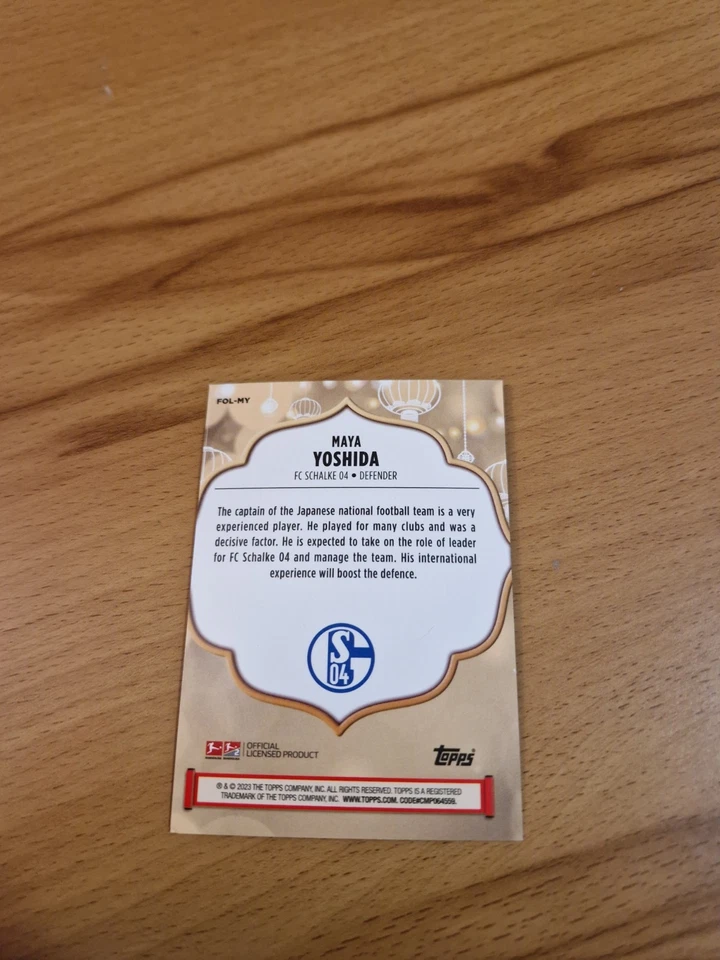 FOL-MY
MAYA
YOSHIDA
FC SCHALKE 04 • DEFENDER
The captain of the Japanese national football team is a very
experienced player. He played for many clubs and was a
decisive factor. He is expected to take on the role of leader
for FC Schalke 04 and manage the team. His international
experience will boost the defence.
S
04
OFFICIAL
LICENSED PRODUCT
topps®
® & © 2023 THE TOPPS COMPANY, INC. ALL RIGHTS RESERVED. TOPPS IS A REGISTERED
TRADEMARK OF THE TOPPS COMPANY, INC. WWW.TOPPS.COM. CODE#CMP064559.